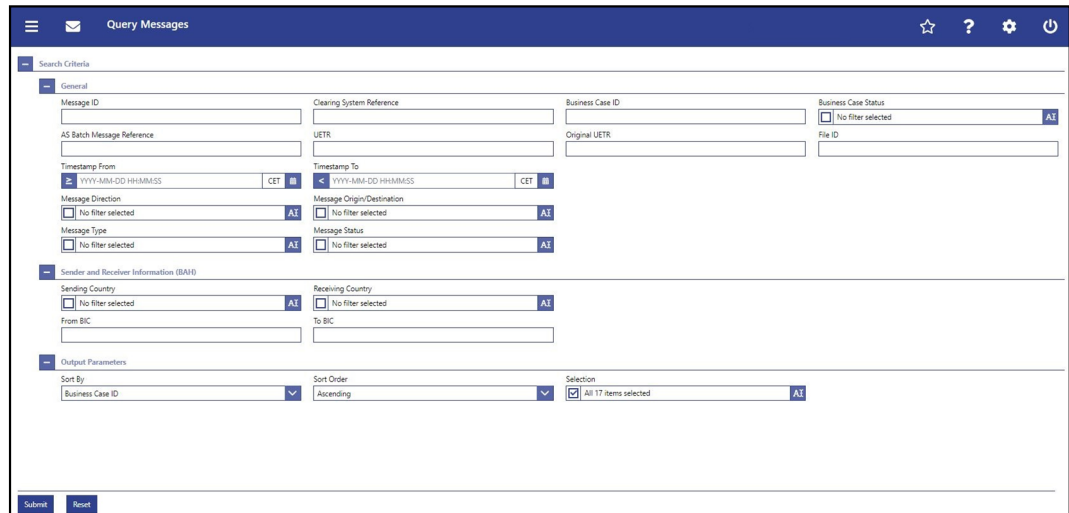 Query Messages
Search Criteria
General
Message ID
Clearing System Reference
Business Case ID
Business Case Status
No filter selected
AS Batch Message Reference
UETR
Original UETR
File ID
Timestamp From
Timestamp To
≥ YYYY-MM-DD HH:MM:SS CET
< YYYY-MM-DD HH:MM:SS CET
Message Direction
Message Origin/Destination
No filter selected
No filter selected
Message Type
Message Status
No filter selected
No filter selected
Sender and Receiver Information (BAH)
Sending Country
Receiving Country
No filter selected
No filter selected
From BIC
To BIC
Output Parameters
Sort By
Sort Order
Selection
Business Case ID
Ascending
All 17 items selected
Submit
Reset